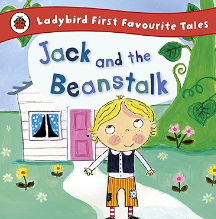 Ladybird First Favourite Tales
Jack and the
Beanstalk